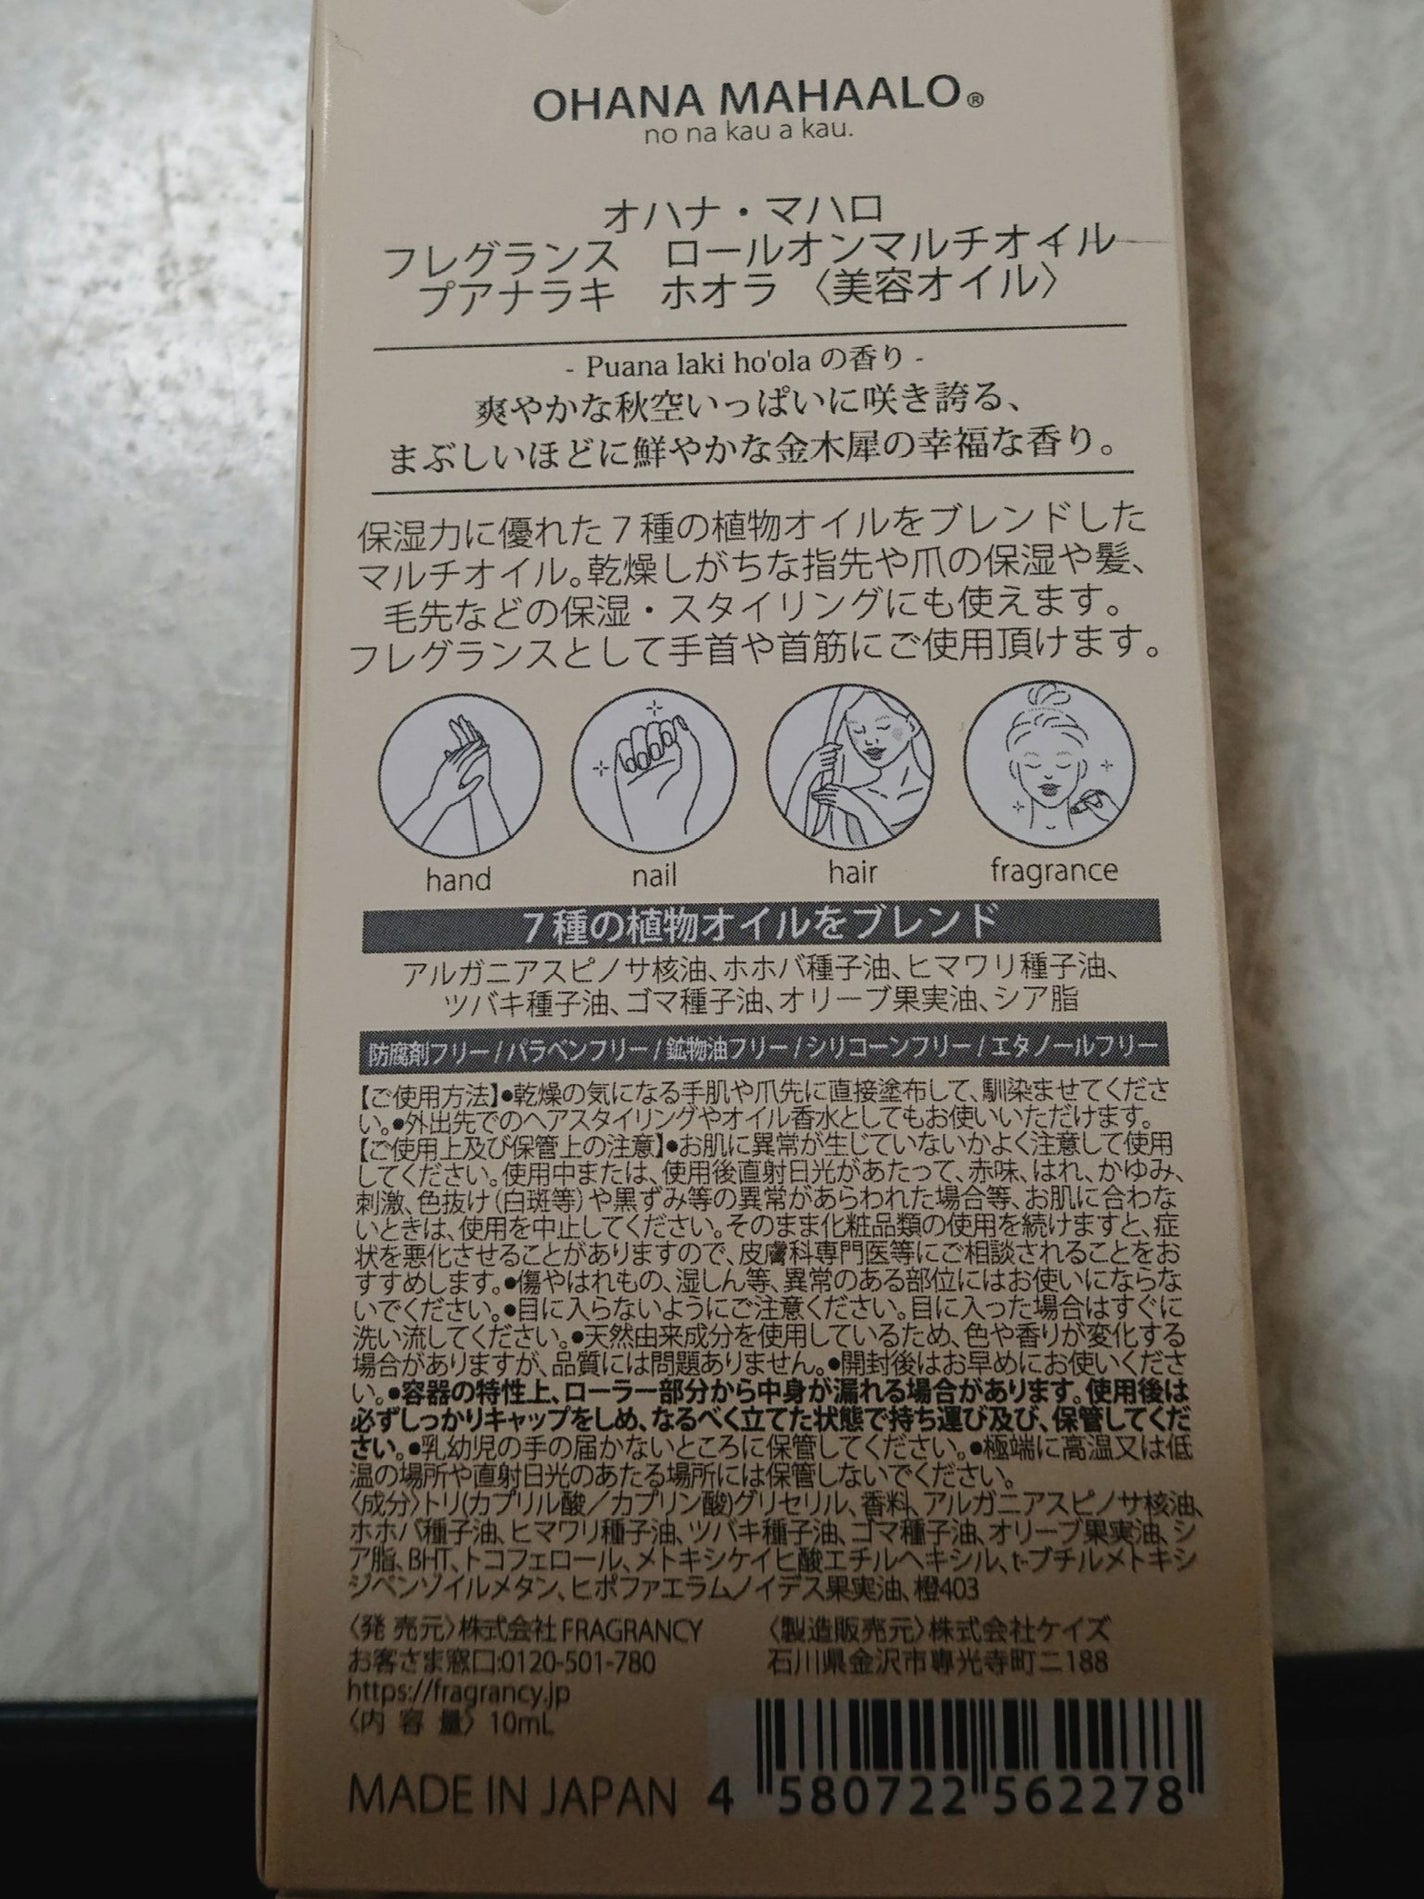 OHANA MAHAALO®
no na kau a kau.
オハナ・マハロ
フレグランス　ロールオンマルチオイル
プアナラキ　ホオラ〈美容オイル〉
- Puana laki ho'ola の香り -
爽やかな秋空いっぱいに咲き誇る、
まぶしいほどに鮮やかな金木犀の幸福な香り。
保湿力に優れた7種の植物オイルをブレンドした
マルチオイル。乾燥しがちな指先や爪の保湿や髪、
毛先などの保湿・スタイリングにも使えます。
フレグランスとして手首や首筋にご使用頂けます。
hand nail hair fragrance
7種の植物オイルをブレンド
アルガニアスピノサ核油、ホホバ種子油、ヒマワリ種子油、
ツバキ種子油、ゴマ種子油、オリーブ果実油、シア脂
防腐剤フリー/パラベンフリー/鉱物油フリー/シリコーンフリー/エタノールフリー
【ご使用方法】●乾燥の気になる手肌や爪先に直接塗布して、馴染ませてくださ
い。●外出先でのヘアスタイリングやオイル香水としてもお使いいただけます。
【ご使用上及び保管上の注意】●お肌に異常が生じていないかよく注意して使用
してください。使用中または、使用後直射日光があたって、赤味、はれ、かゆみ、
刺激、色抜け（白斑等）や黒ずみ等の異常があらわれた場合等、お肌に合わな
いときは、使用を中止してください。そのまま化粧品類の使用を続けますと、症
状を悪化させることがありますので、皮膚科専門医等にご相談されることをお
すすめします。●傷やはれもの、湿しん等、異常のある部位にはお使いにならな
いでください。●目に入らないようにご注意ください。目に入った場合はすぐに
洗い流してください。●天然由来成分を使用しているため、色や香りが変化する
場合がありますが、品質には問題ありません。●開封後はお早めにお使いくださ
い。●容器の特性上、ローラー部分から中身が漏れる場合があります。使用後は
必ずしっかりキャップをしめ、なるべく立てた状態で持ち運び及び、保管してくだ
さい。●乳幼児の手の届かないところに保管してください。●極端に高温又は低
温の場所や直射日光のあたる場所には保管しないでください。
〈成分〉トリ(カプリル酸／カプリン酸)グリセリル、香料、アルガニアスピノサ核油、
ホホバ種子油、ヒマワリ種子油、ツバキ種子油、ゴマ種子油、オリーブ果実油、シ
ア脂、BHT、トコフェロール、メトキシケイヒ酸エチルヘキシル、t-ブチルメトキシ
ジベンゾイルメタン、ヒポファエラムノイデス果実油、橙403
〈発 売元〉株式会社 FRAGRANCY
お客さま窓口:0120-501-780
https://fragrancy.jp
〈内 容 量〉 10mL
〈製造販売元〉株式会社ケイズ
石川県金沢市専光寺町ニ188
MADE IN JAPAN
4 580722 562278